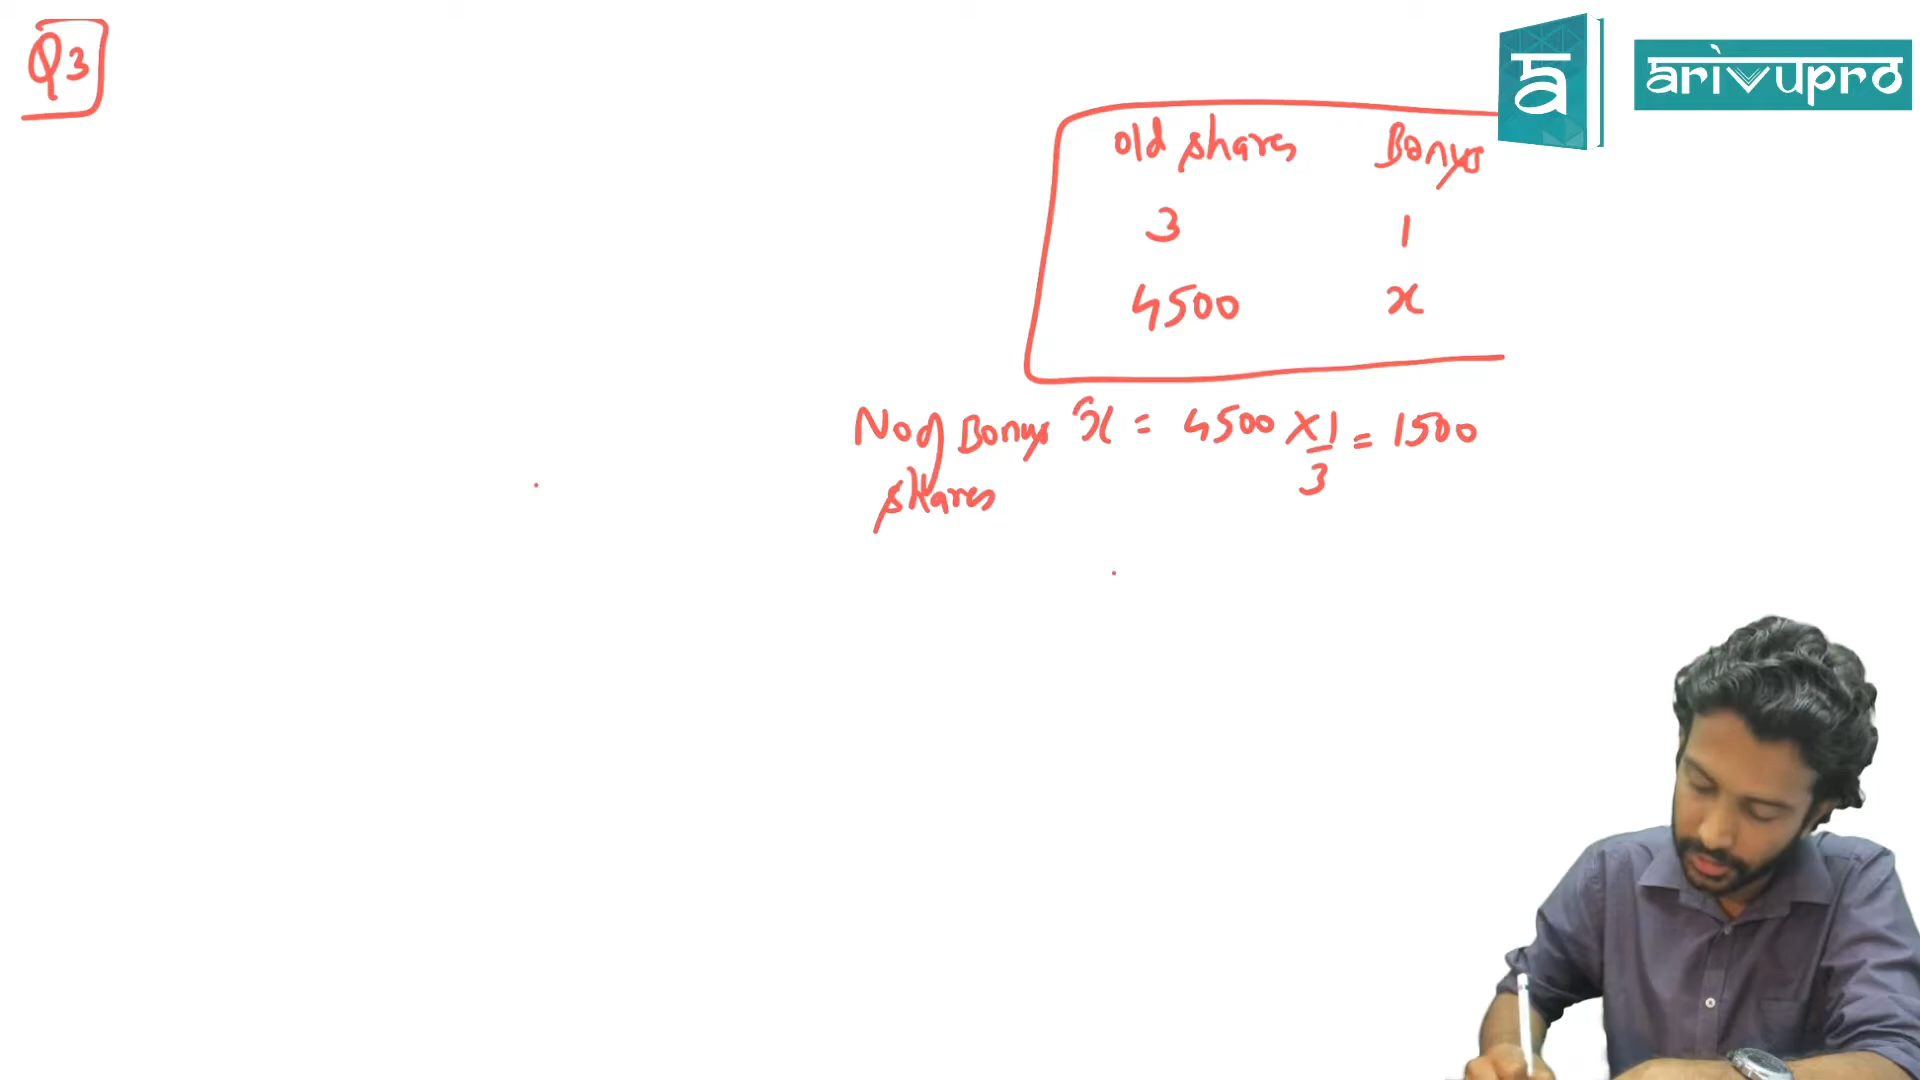 Q3
arivupro
old shares Bonus
3 1
4500 x
No of Bonus x = 4500 x 1/3 = 1500
shares